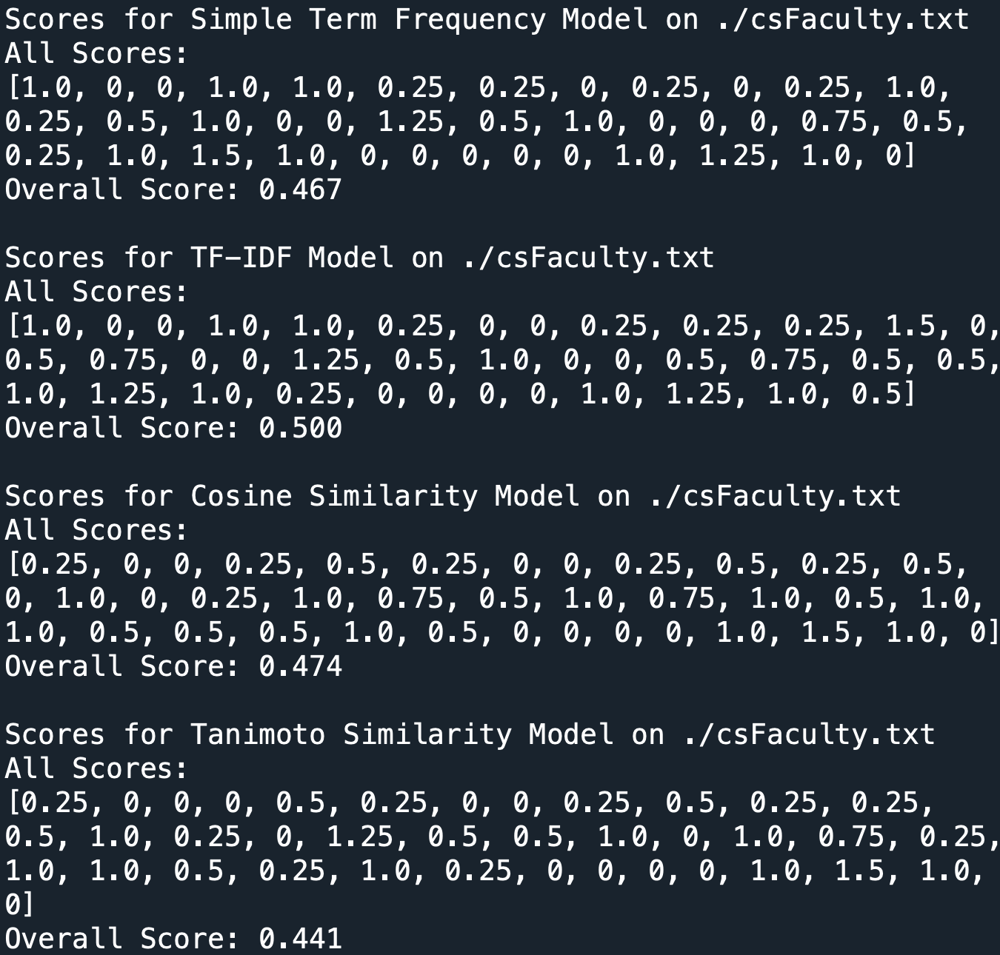 Scores for Simple Term Frequency Model on ./csFaculty.txt
All Scores:
[1.0, 0, 0, 1.0, 1.0, 0.25, 0.25, 0, 0.25, 0, 0.25, 1.0,
0.25, 0.5, 1.0, 0, 0, 1.25, 0.5, 1.0, 0, 0, 0, 0.75, 0.5,
0.25, 1.0, 1.5, 1.0, 0, 0, 0, 0, 0, 1.0, 1.25, 1.0, 0]
Overall Score: 0.467
Scores for TF-IDF Model on ./csFaculty.txt
All Scores:
[1.0, 0, 0, 1.0, 1.0, 0.25, 0, 0, 0.25, 0.25, 0.25, 1.5, 0,
0.5, 0.75, 0, 0, 1.25, 0.5, 1.0, 0, 0, 0.5, 0.75, 0.5, 0.5,
1.0, 1.25, 1.0, 0.25, 0, 0, 0, 0, 1.0, 1.25, 1.0, 0.5]
Overall Score: 0.500
Scores for Cosine Similarity Model on ./csFaculty.txt
All Scores:
[0.25, 0, 0, 0.25, 0.5, 0.25, 0, 0, 0.25, 0.5, 0.25, 0.5,
0, 1.0, 0, 0.25, 1.0, 0.75, 0.5, 1.0, 0.75, 1.0, 0.5, 1.0,
1.0, 0.5, 0.5, 0.5, 1.0, 0.5, 0, 0, 0, 0, 1.0, 1.5, 1.0, 0]
Overall Score: 0.474
Scores for Tanimoto Similarity Model on ./csFaculty.txt
All Scores:
[0.25, 0, 0, 0, 0.5, 0.25, 0, 0, 0.25, 0.5, 0.25, 0.25,
0.5, 1.0, 0.25, 0, 1.25, 0.5, 0.5, 1.0, 0, 1.0, 0.75, 0.25,
1.0, 1.0, 0.5, 0.25, 1.0, 0.25, 0, 0, 0, 0, 1.0, 1.5, 1.0,
0]
Overall Score: 0.441